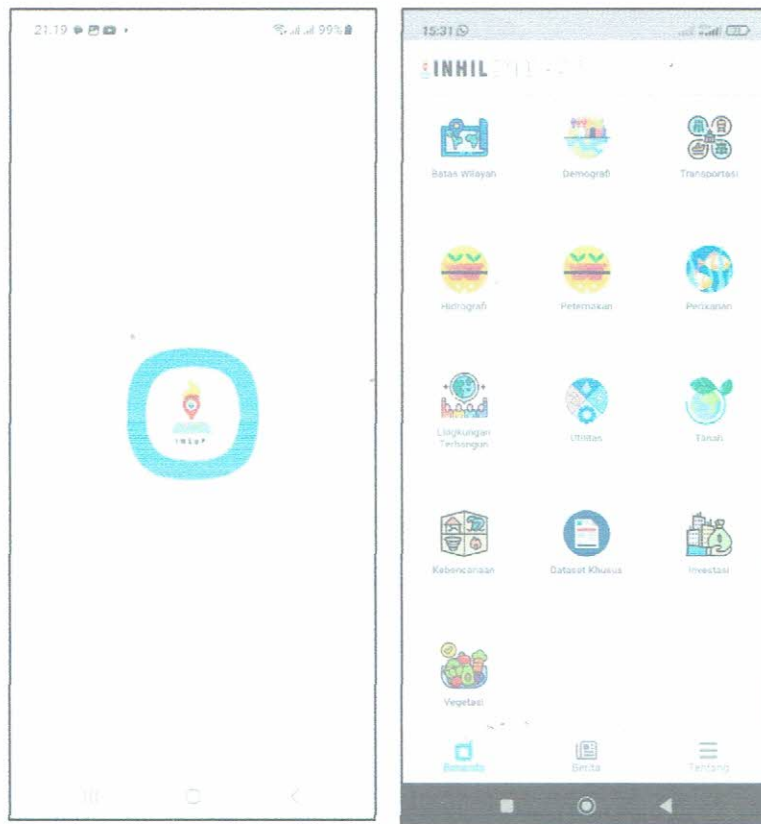 21.19
99%
INSEF
15:31
INHIL
Batas Wilayah
Demografi
Transportasi
Hidrografi
Peternakan
Perikanan
Lingkungan
Terbangun
Utilitas
Tanah
Kebencanaan
Dataset Khusus
Investasi
Vegetasi
Beranda
Berita
Tentang